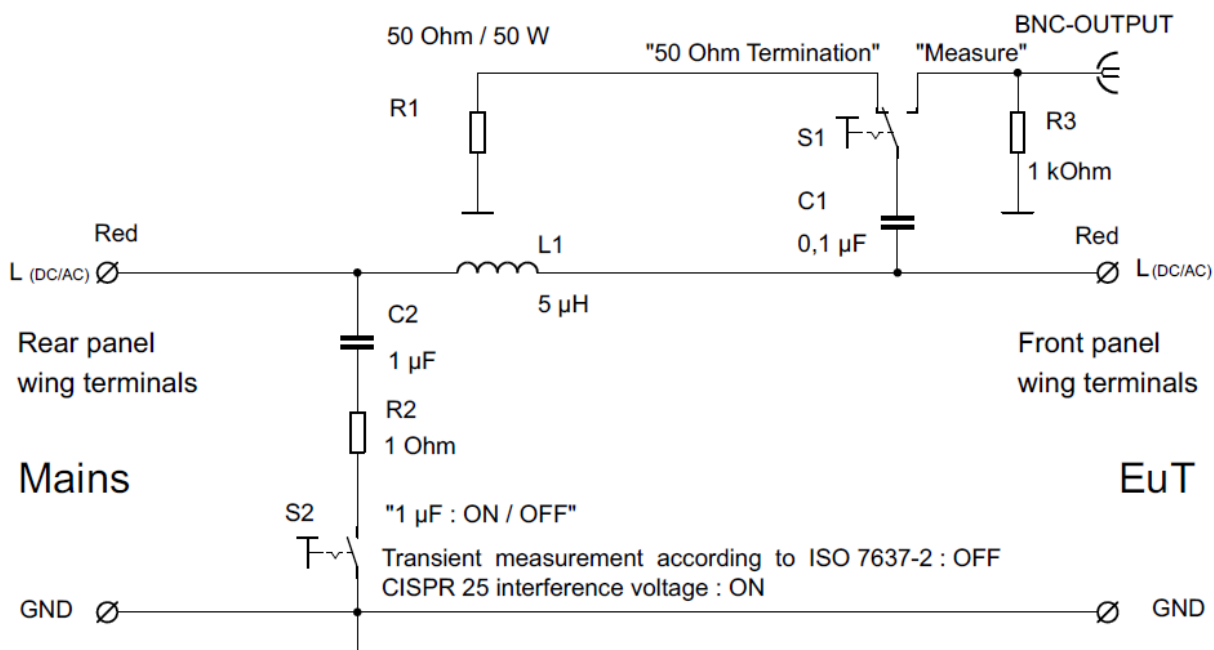 BNC-OUTPUT
50 Ohm / 50 W
"50 Ohm Termination" "Measure"
R1
S1
R3
1 kOhm
C1
0,1 µF
Red
L (DC/AC)
L1
5 µH
Red
L (DC/AC)
C2
1 µF
Rear panel
wing terminals
Front panel
wing terminals
R2
1 Ohm
Mains
EuT
S2
"1 µF : ON / OFF"
Transient measurement according to ISO 7637-2 : OFF
CISPR 25 interference voltage : ON
GND
GND